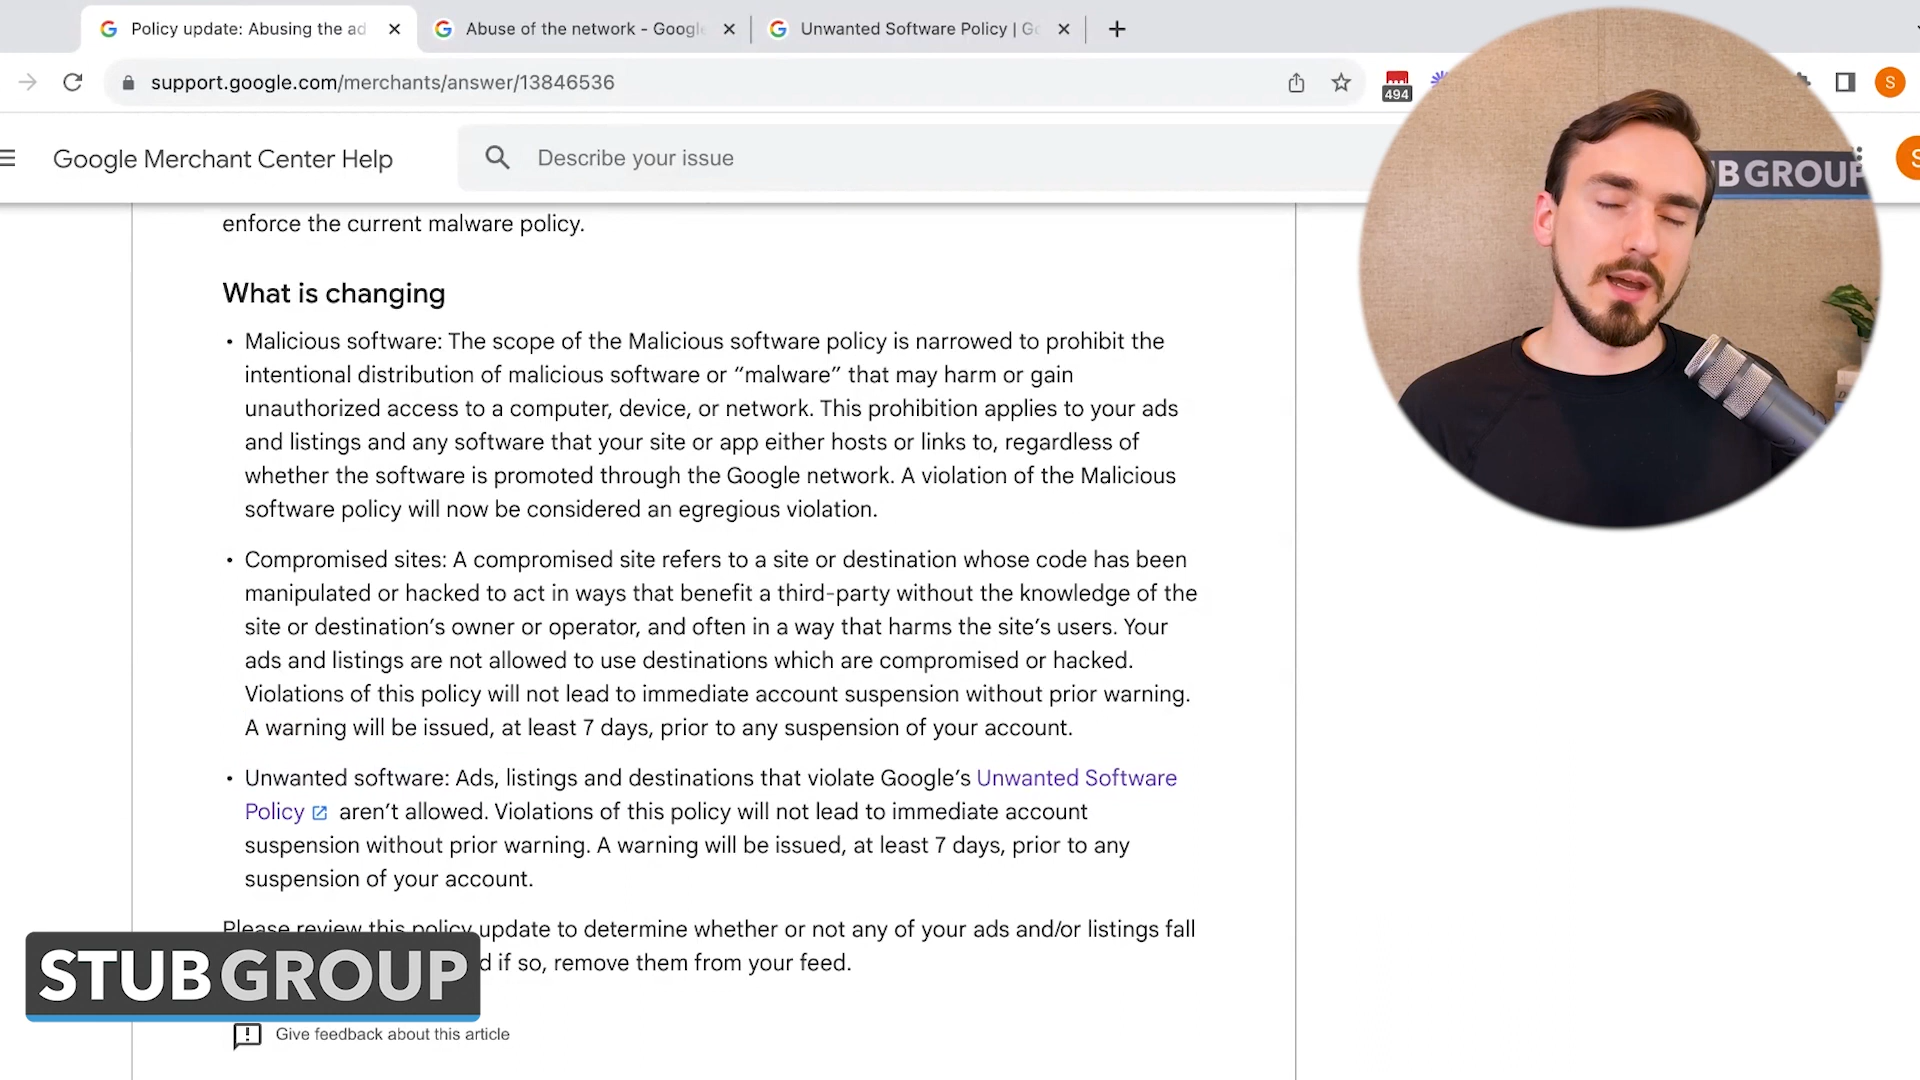 Policy update: Abusing the ad
Abuse of the network - Google
Unwanted Software Policy | Go
support.google.com/merchants/answer/13846536
494
S
Google Merchant Center Help
Describe your issue
S
BGROUP
enforce the current malware policy.
What is changing
• Malicious software: The scope of the Malicious software policy is narrowed to prohibit the
intentional distribution of malicious software or “malware” that may harm or gain
unauthorized access to a computer, device, or network. This prohibition applies to your ads
and listings and any software that your site or app either hosts or links to, regardless of
whether the software is promoted through the Google network. A violation of the Malicious
software policy will now be considered an egregious violation.
• Compromised sites: A compromised site refers to a site or destination whose code has been
manipulated or hacked to act in ways that benefit a third-party without the knowledge of the
site or destination’s owner or operator, and often in a way that harms the site’s users. Your
ads and listings are not allowed to use destinations which are compromised or hacked.
Violations of this policy will not lead to immediate account suspension without prior warning.
A warning will be issued, at least 7 days, prior to any suspension of your account.
• Unwanted software: Ads, listings and destinations that violate Google’s Unwanted Software
Policy aren’t allowed. Violations of this policy will not lead to immediate account
suspension without prior warning. A warning will be issued, at least 7 days, prior to any
suspension of your account.
Please review this policy update to determine whether or not any of your ads and/or listings fall
d if so, remove them from your feed.
STUBGROUP
Give feedback about this article